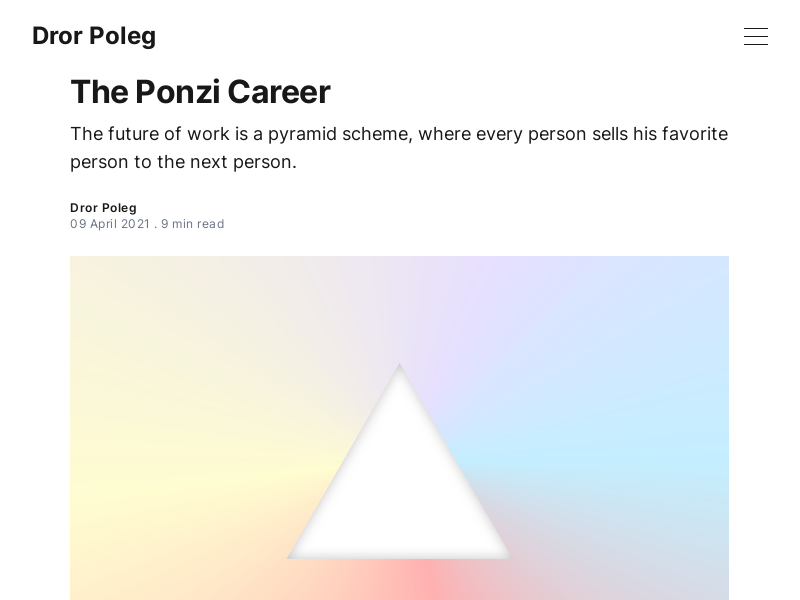 Dror Poleg
The Ponzi Career
The future of work is a pyramid scheme, where every person sells his favorite
person to the next person.
Dror Poleg
09 April 2021 . 9 min read